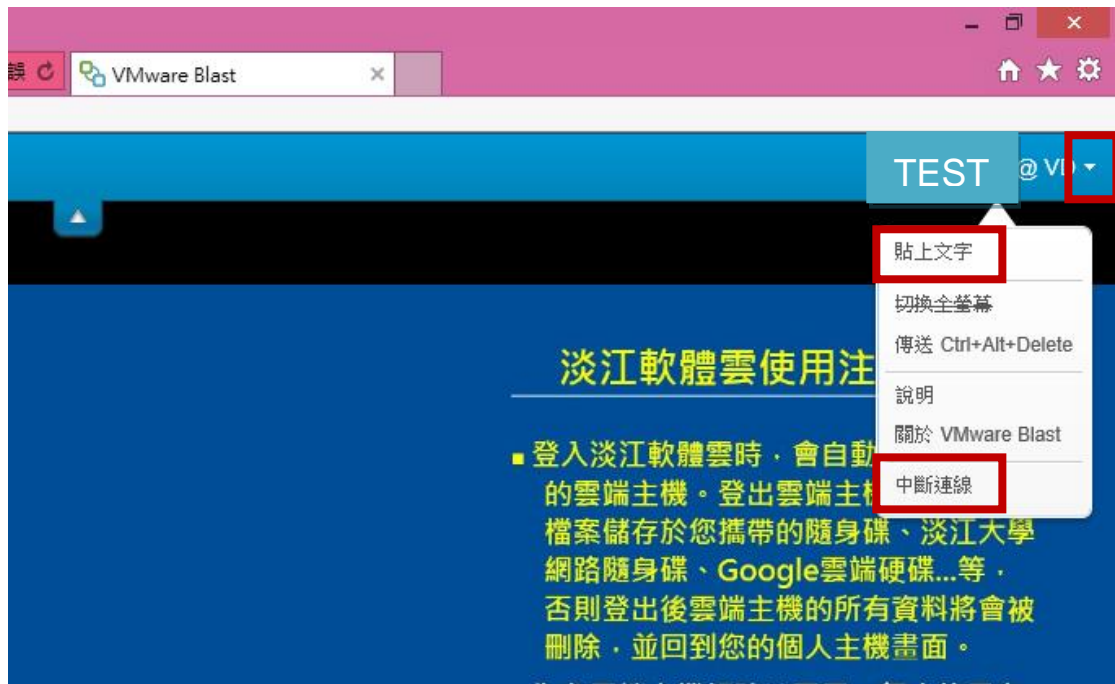 誤
VMware Blast
TEST
@ VD
貼上文字
切換全螢幕
傳送 Ctrl+Alt+Delete
說明
關於 VMware Blast
中斷連線
淡江軟體雲使用注
登入淡江軟體雲時，會自動
的雲端主機。登出雲端主機
檔案儲存於您攜帶的隨身碟、淡江大學
網路隨身碟、Google雲端硬碟...等，
否則登出後雲端主機的所有資料將會被
刪除，並回到您的個人主機畫面。